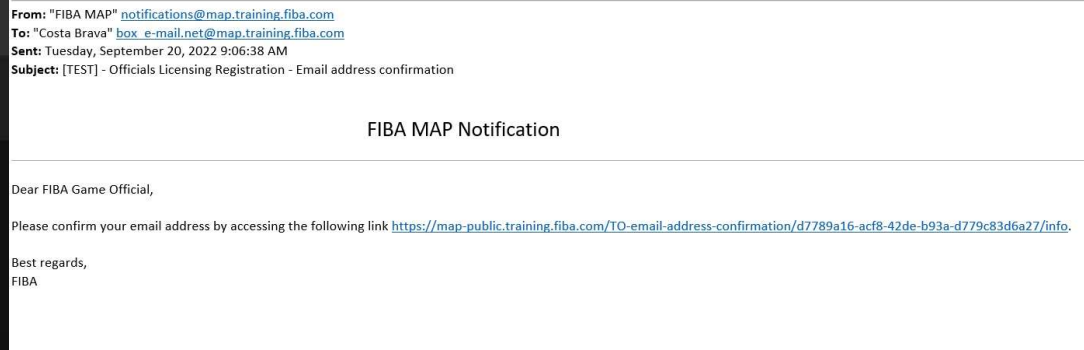 From: "FIBA MAP" notifications@map.training.fiba.com
To: "Costa Brava" box_e-mail.net@map.training.fiba.com
Sent: Tuesday, September 20, 2022 9:06:38 AM
Subject: [TEST] - Officials Licensing Registration - Email address confirmation
FIBA MAP Notification
Dear FIBA Game Official,
Please confirm your email address by accessing the following link https://map-public.training.fiba.com/TO-email-address-confirmation/d7789a16-acf8-42de-b93a-d779c83d6a27/info.
Best regards,
FIBA